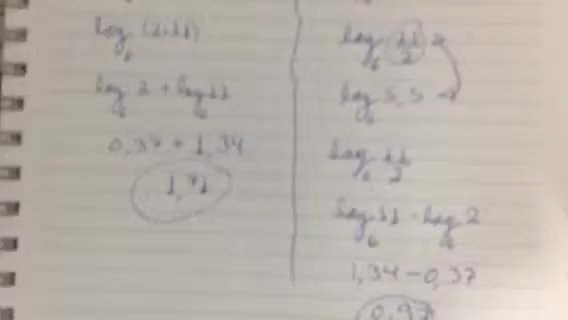 log₆ (2.11)
log₆ 2 + log₆ 11
0,37 + 1,34
1,71
log₆ 11/2
log₆ 5,5
log₆ 11/2
log₆ 11 - log₆ 2
1,34 - 0,37
0,97